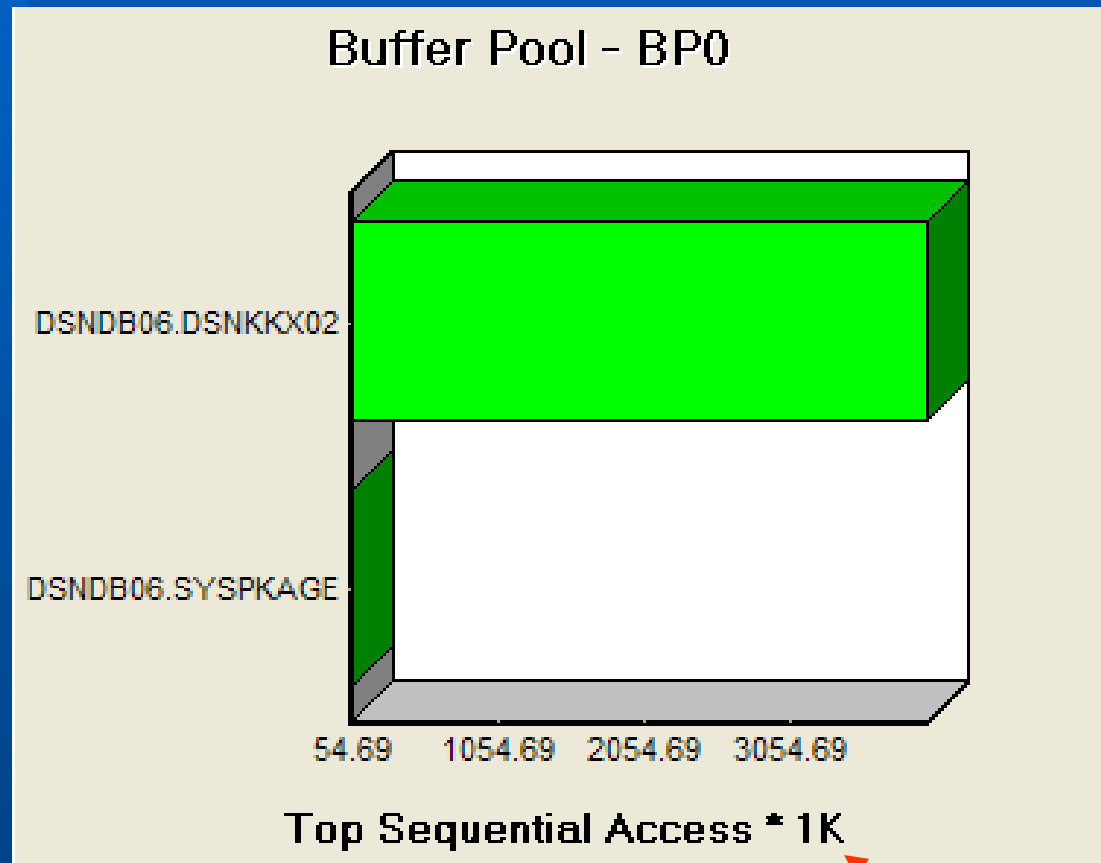 Buffer Pool - BP0
DSNDB06.DSNKKX02
DSNDB06.SYSPKAGE
54.69 1054.69 2054.69 3054.69
Top Sequential Access * 1K